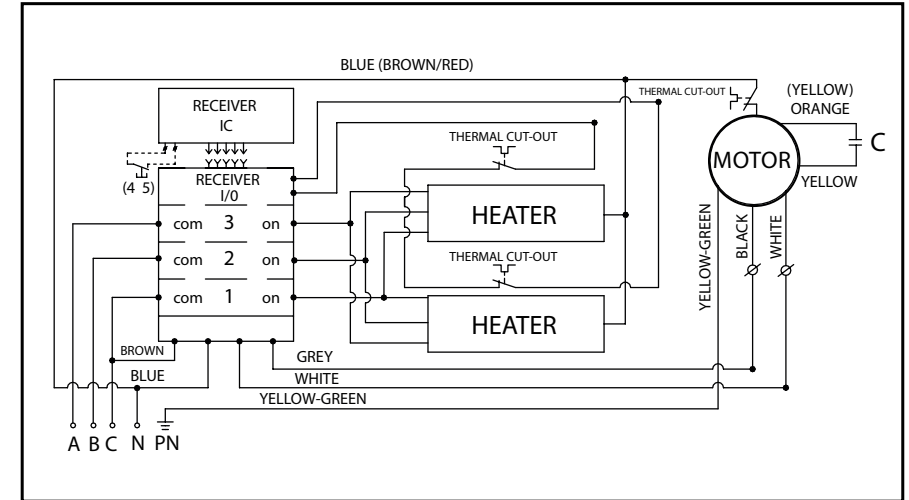 BLUE (BROWN/RED)
THERMAL CUT-OUT
(YELLOW)
ORANGE
RECEIVER
IC
C
THERMAL CUT-OUT
MOTOR
(4 5)
RECEIVER
I/0
YELLOW
com 3 on
HEATER
YELLOW-GREEN
BLACK
WHITE
com 2 on
THERMAL CUT-OUT
com 1 on
HEATER
BROWN
GREY
BLUE
WHITE
YELLOW-GREEN
A B C N PN